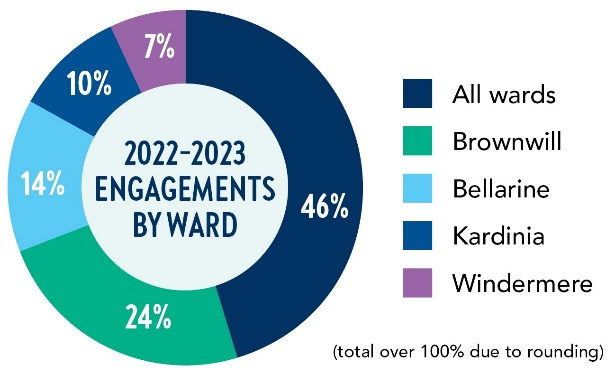 7%
10%
14%
24%
46%
2022–2023
ENGAGEMENTS
BY WARD
All wards
Brownwill
Bellarine
Kardinia
Windermere
(total over 100% due to rounding)